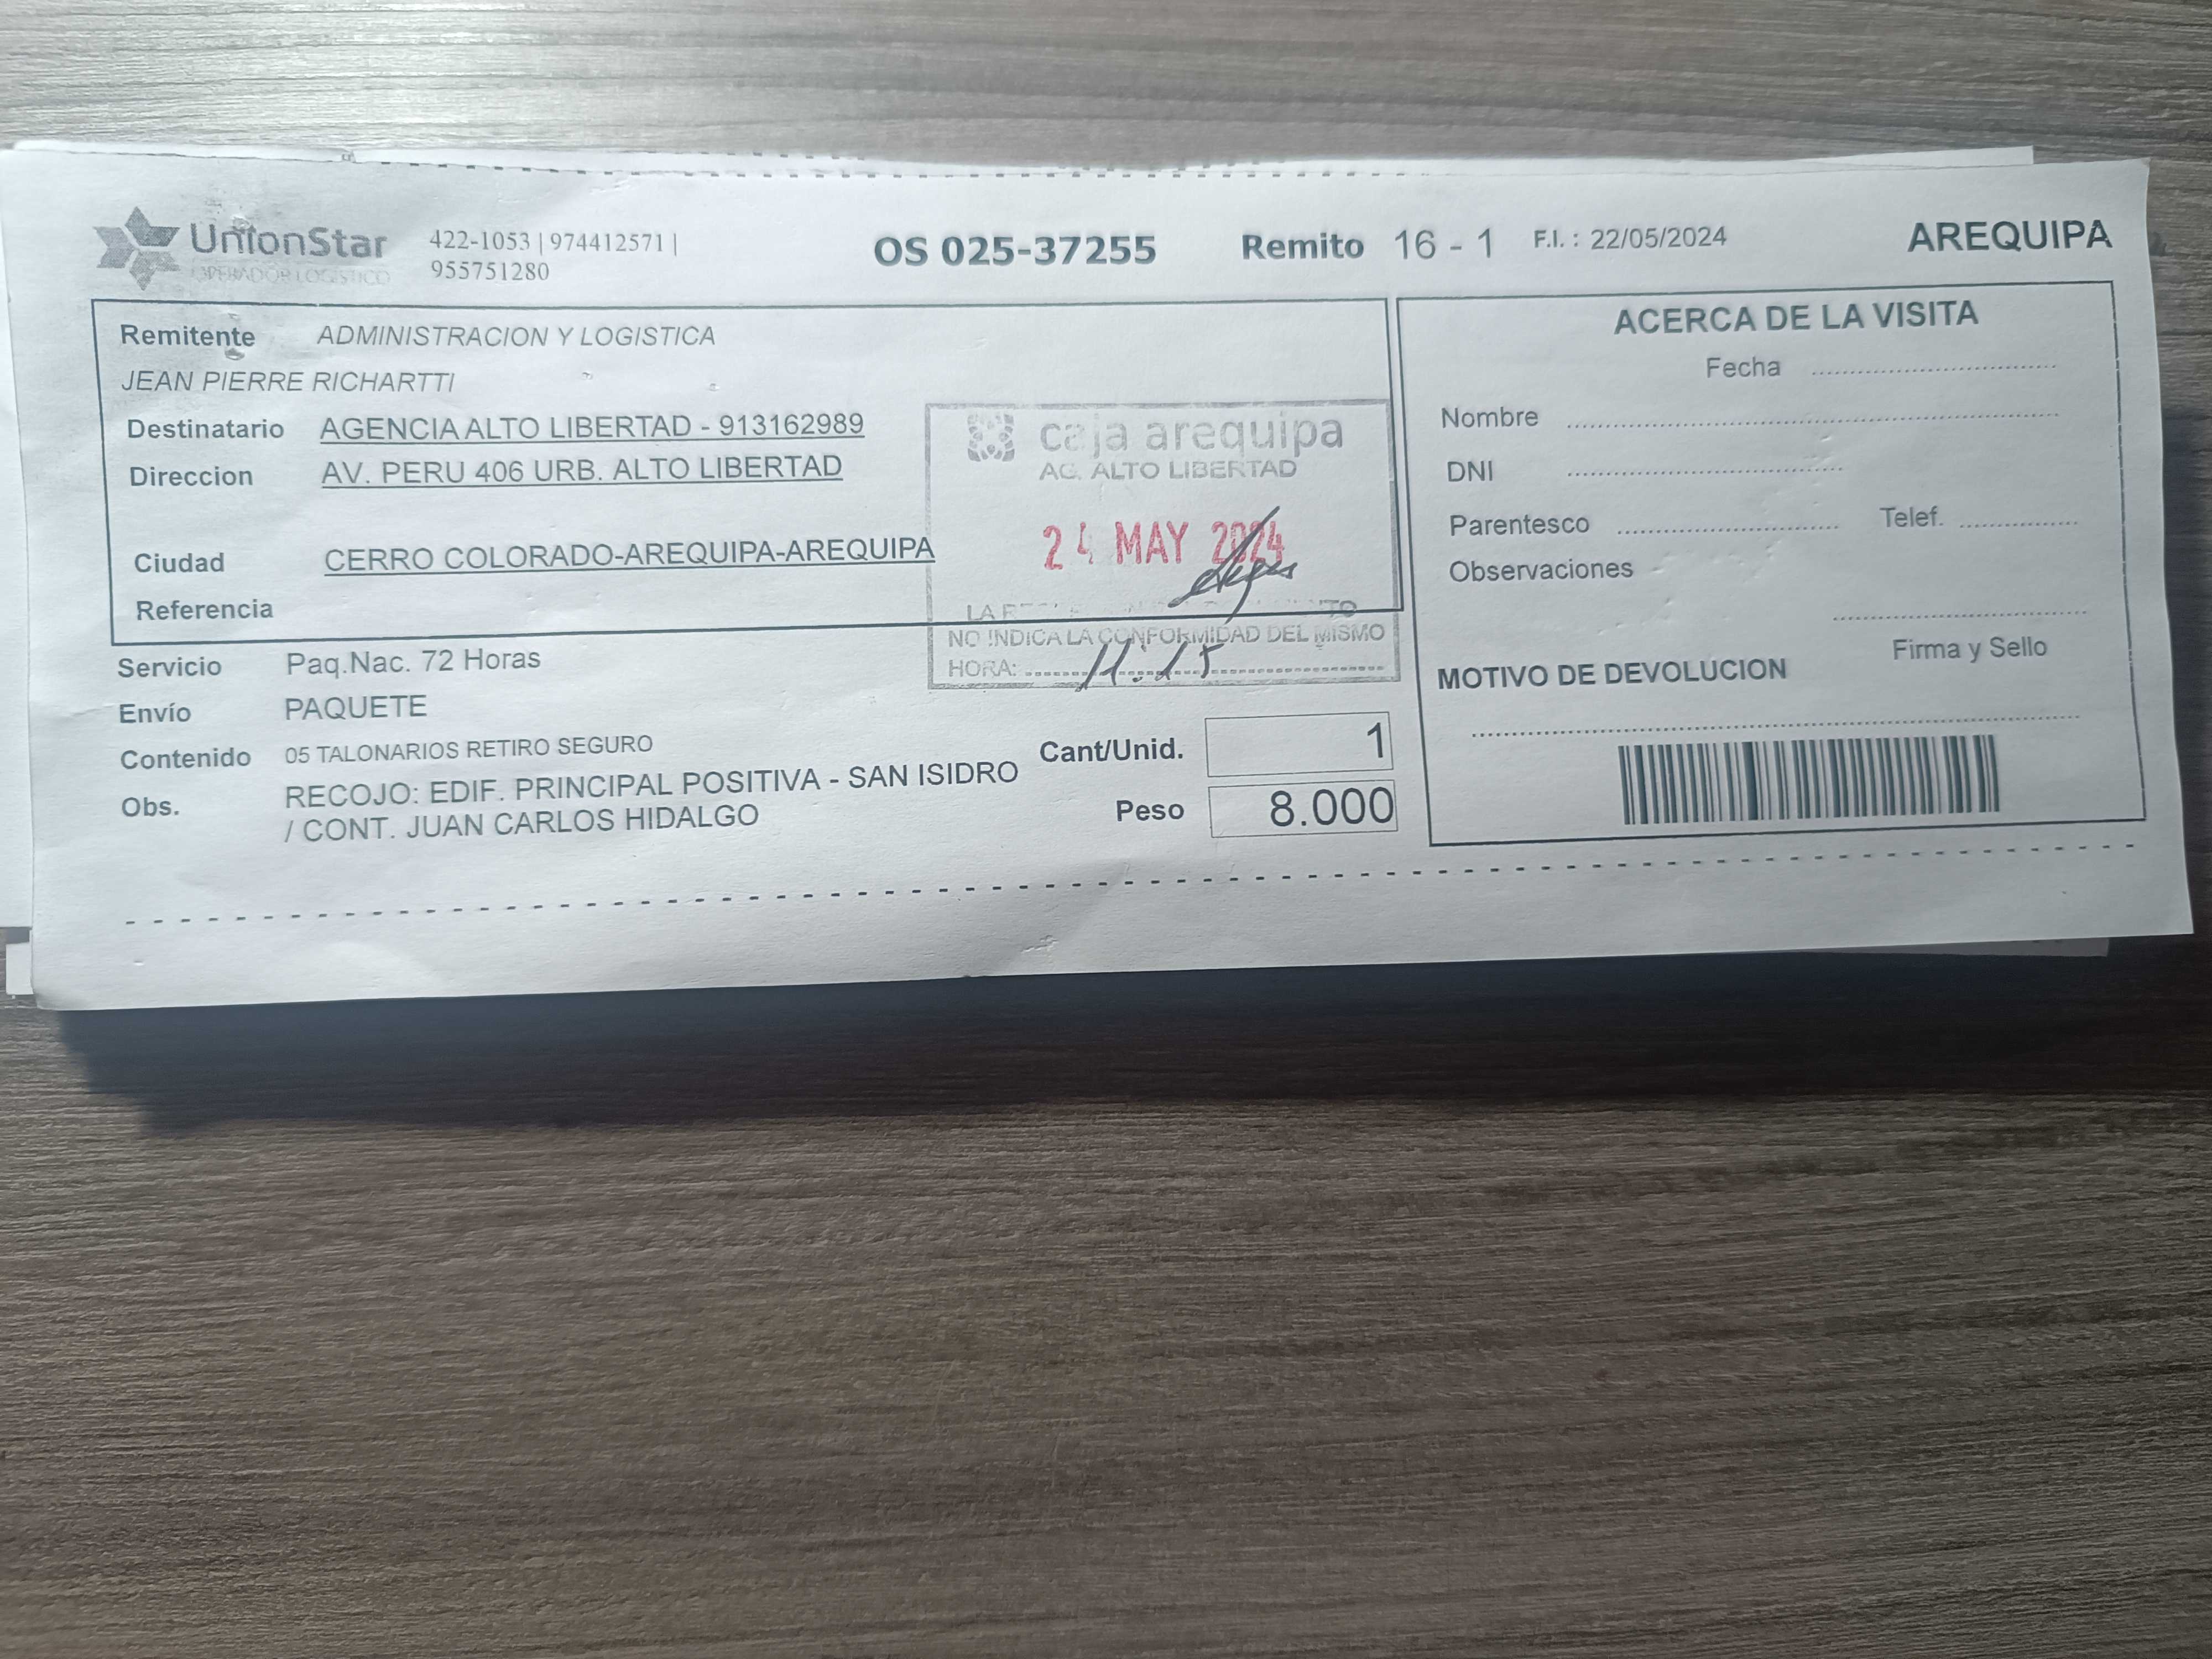 UnionStar
OPERADOR LOGÍSTICO
422-1053 | 974412571 |
955751280
OS 025-37255
Remito 16 - 1
F.I. : 22/05/2024
AREQUIPA
Remitente ADMINISTRACION Y LOGISTICA
JEAN PIERRE RICHARTTI
Destinatario AGENCIA ALTO LIBERTAD - 913162989
Direccion AV. PERU 406 URB. ALTO LIBERTAD
Ciudad CERRO COLORADO-AREQUIPA-AREQUIPA
Referencia
caja arequipa
AG. ALTO LIBERTAD
24 MAY 2024
LA
NO INDICA LA CONFORMIDAD DEL MISMO
HORA: 11.15
Servicio Paq.Nac. 72 Horas
Envío PAQUETE
Contenido 05 TALONARIOS RETIRO SEGURO
Obs. RECOJO: EDIF. PRINCIPAL POSITIVA - SAN ISIDRO
/ CONT. JUAN CARLOS HIDALGO
Cant/Unid. 1
Peso 8.000
ACERCA DE LA VISITA
Fecha
Nombre
DNI
Parentesco Telef.
Observaciones
Firma y Sello
MOTIVO DE DEVOLUCION